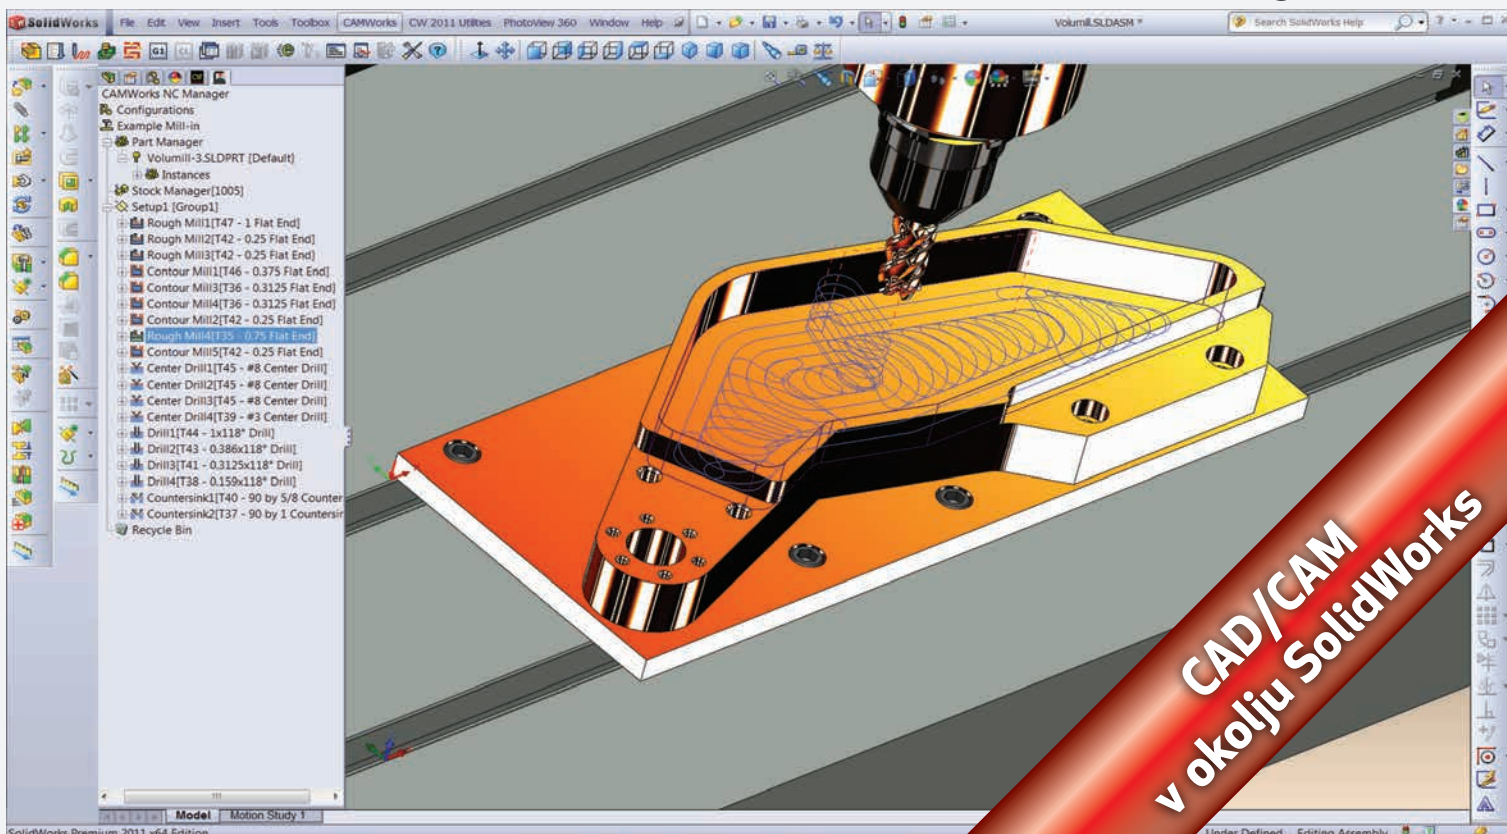 SolidWorks File Edit View Insert Tools Toolbox CAMWorks CW 2011 Utilities PhotoView 360 Window Help Volumill.SLDASM * Search SolidWorks Help
G1
CAMWorks NC Manager
Configurations
Example Mill-in
Part Manager
Volumill-3.SLDPRT [Default]
Instances
Stock Manager[1005]
Setup1 [Group1]
Rough Mill1[T47 - 1 Flat End]
Rough Mill2[T42 - 0.25 Flat End]
Rough Mill3[T42 - 0.25 Flat End]
Contour Mill1[T46 - 0.375 Flat End]
Contour Mill3[T36 - 0.3125 Flat End]
Contour Mill4[T36 - 0.3125 Flat End]
Contour Mill2[T42 - 0.25 Flat End]
Rough Mill4[T35 - 0.75 Flat End]
Contour Mill5[T42 - 0.25 Flat End]
Center Drill1[T45 - #8 Center Drill]
Center Drill2[T45 - #8 Center Drill]
Center Drill3[T45 - #8 Center Drill]
Center Drill4[T39 - #3 Center Drill]
Drill1[T44 - 1x118° Drill]
Drill2[T43 - 0.386x118° Drill]
Drill3[T41 - 0.3125x118° Drill]
Drill4[T38 - 0.159x118° Drill]
Countersink1[T40 - 90 by 5/8 Counter
Countersink2[T37 - 90 by 1 Countersin
Recycle Bin
CAD/CAM
v okolju SolidWorks
Model Motion Study 1
SolidWorks Premium 2011 x64 Edition Under Defined Editing Assembly